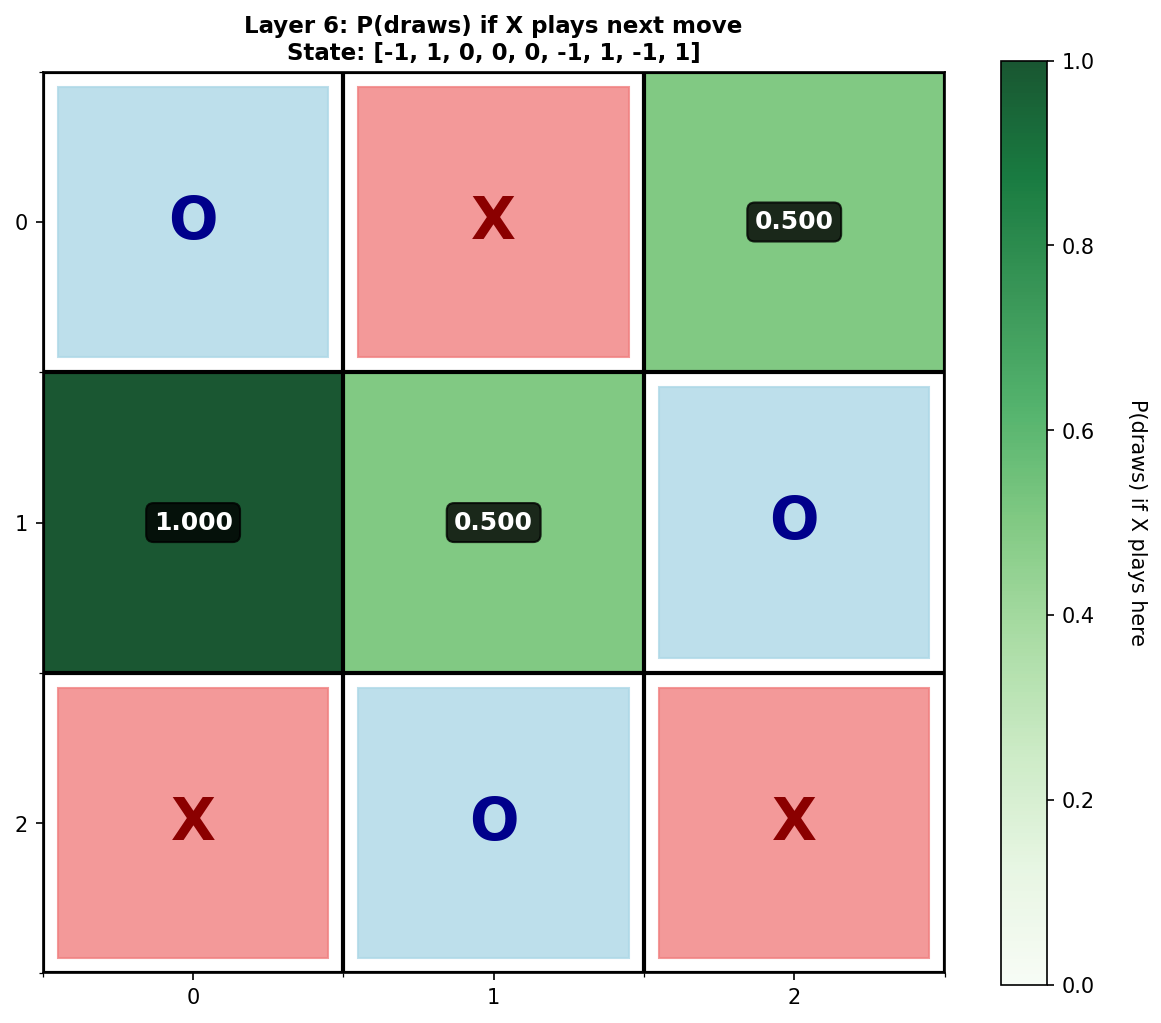 Layer 6: P(draws) if X plays next move
State: [-1, 1, 0, 0, 0, -1, 1, -1, 1]
0
O
X
0.500
1
1.000
0.500
O
2
X
O
X
0
1
2
1.0
0.8
0.6
0.4
0.2
0.0
P(draws) if X plays here